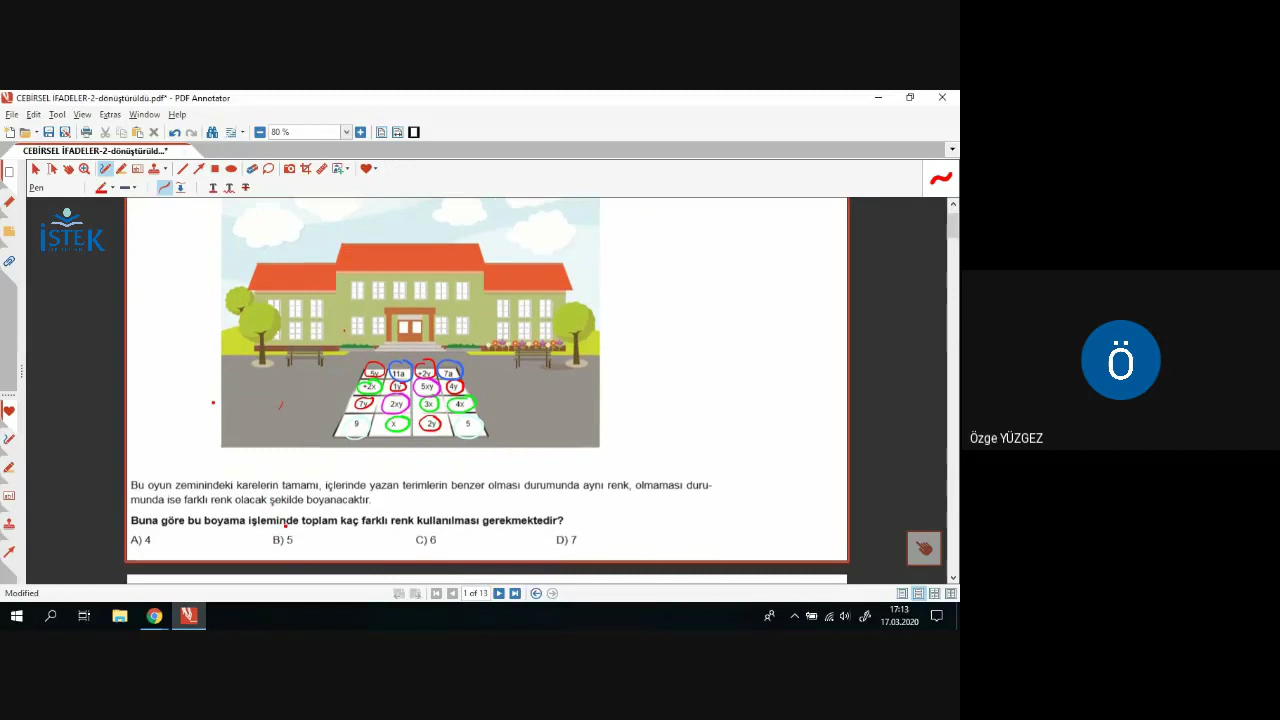 CEBİRSEL İFADELER-2-dönüştürüldü.pdf* - PDF Annotator
File Edit Tool View Extras Window Help
80 %
CEBİRSEL İFADELER-2-dönüştürüld...*
Pen
İSTEK
5y 11a +2y 7a
+2x 1y 5xy 4y
7y 2xy 3x 4x
9 x 2y 5
Bu oyun zeminindeki karelerin tamamı, içlerinde yazan terimlerin benzer olması durumunda aynı renk, olmaması duru-
munda ise farklı renk olacak şekilde boyanacaktır.
Buna göre bu boyama işleminde toplam kaç farklı renk kullanılması gerekmektedir?
A) 4 B) 5 C) 6 D) 7
Modified
1 of 13
17:13
17.03.2020
Ö
Özge YÜZGEZ